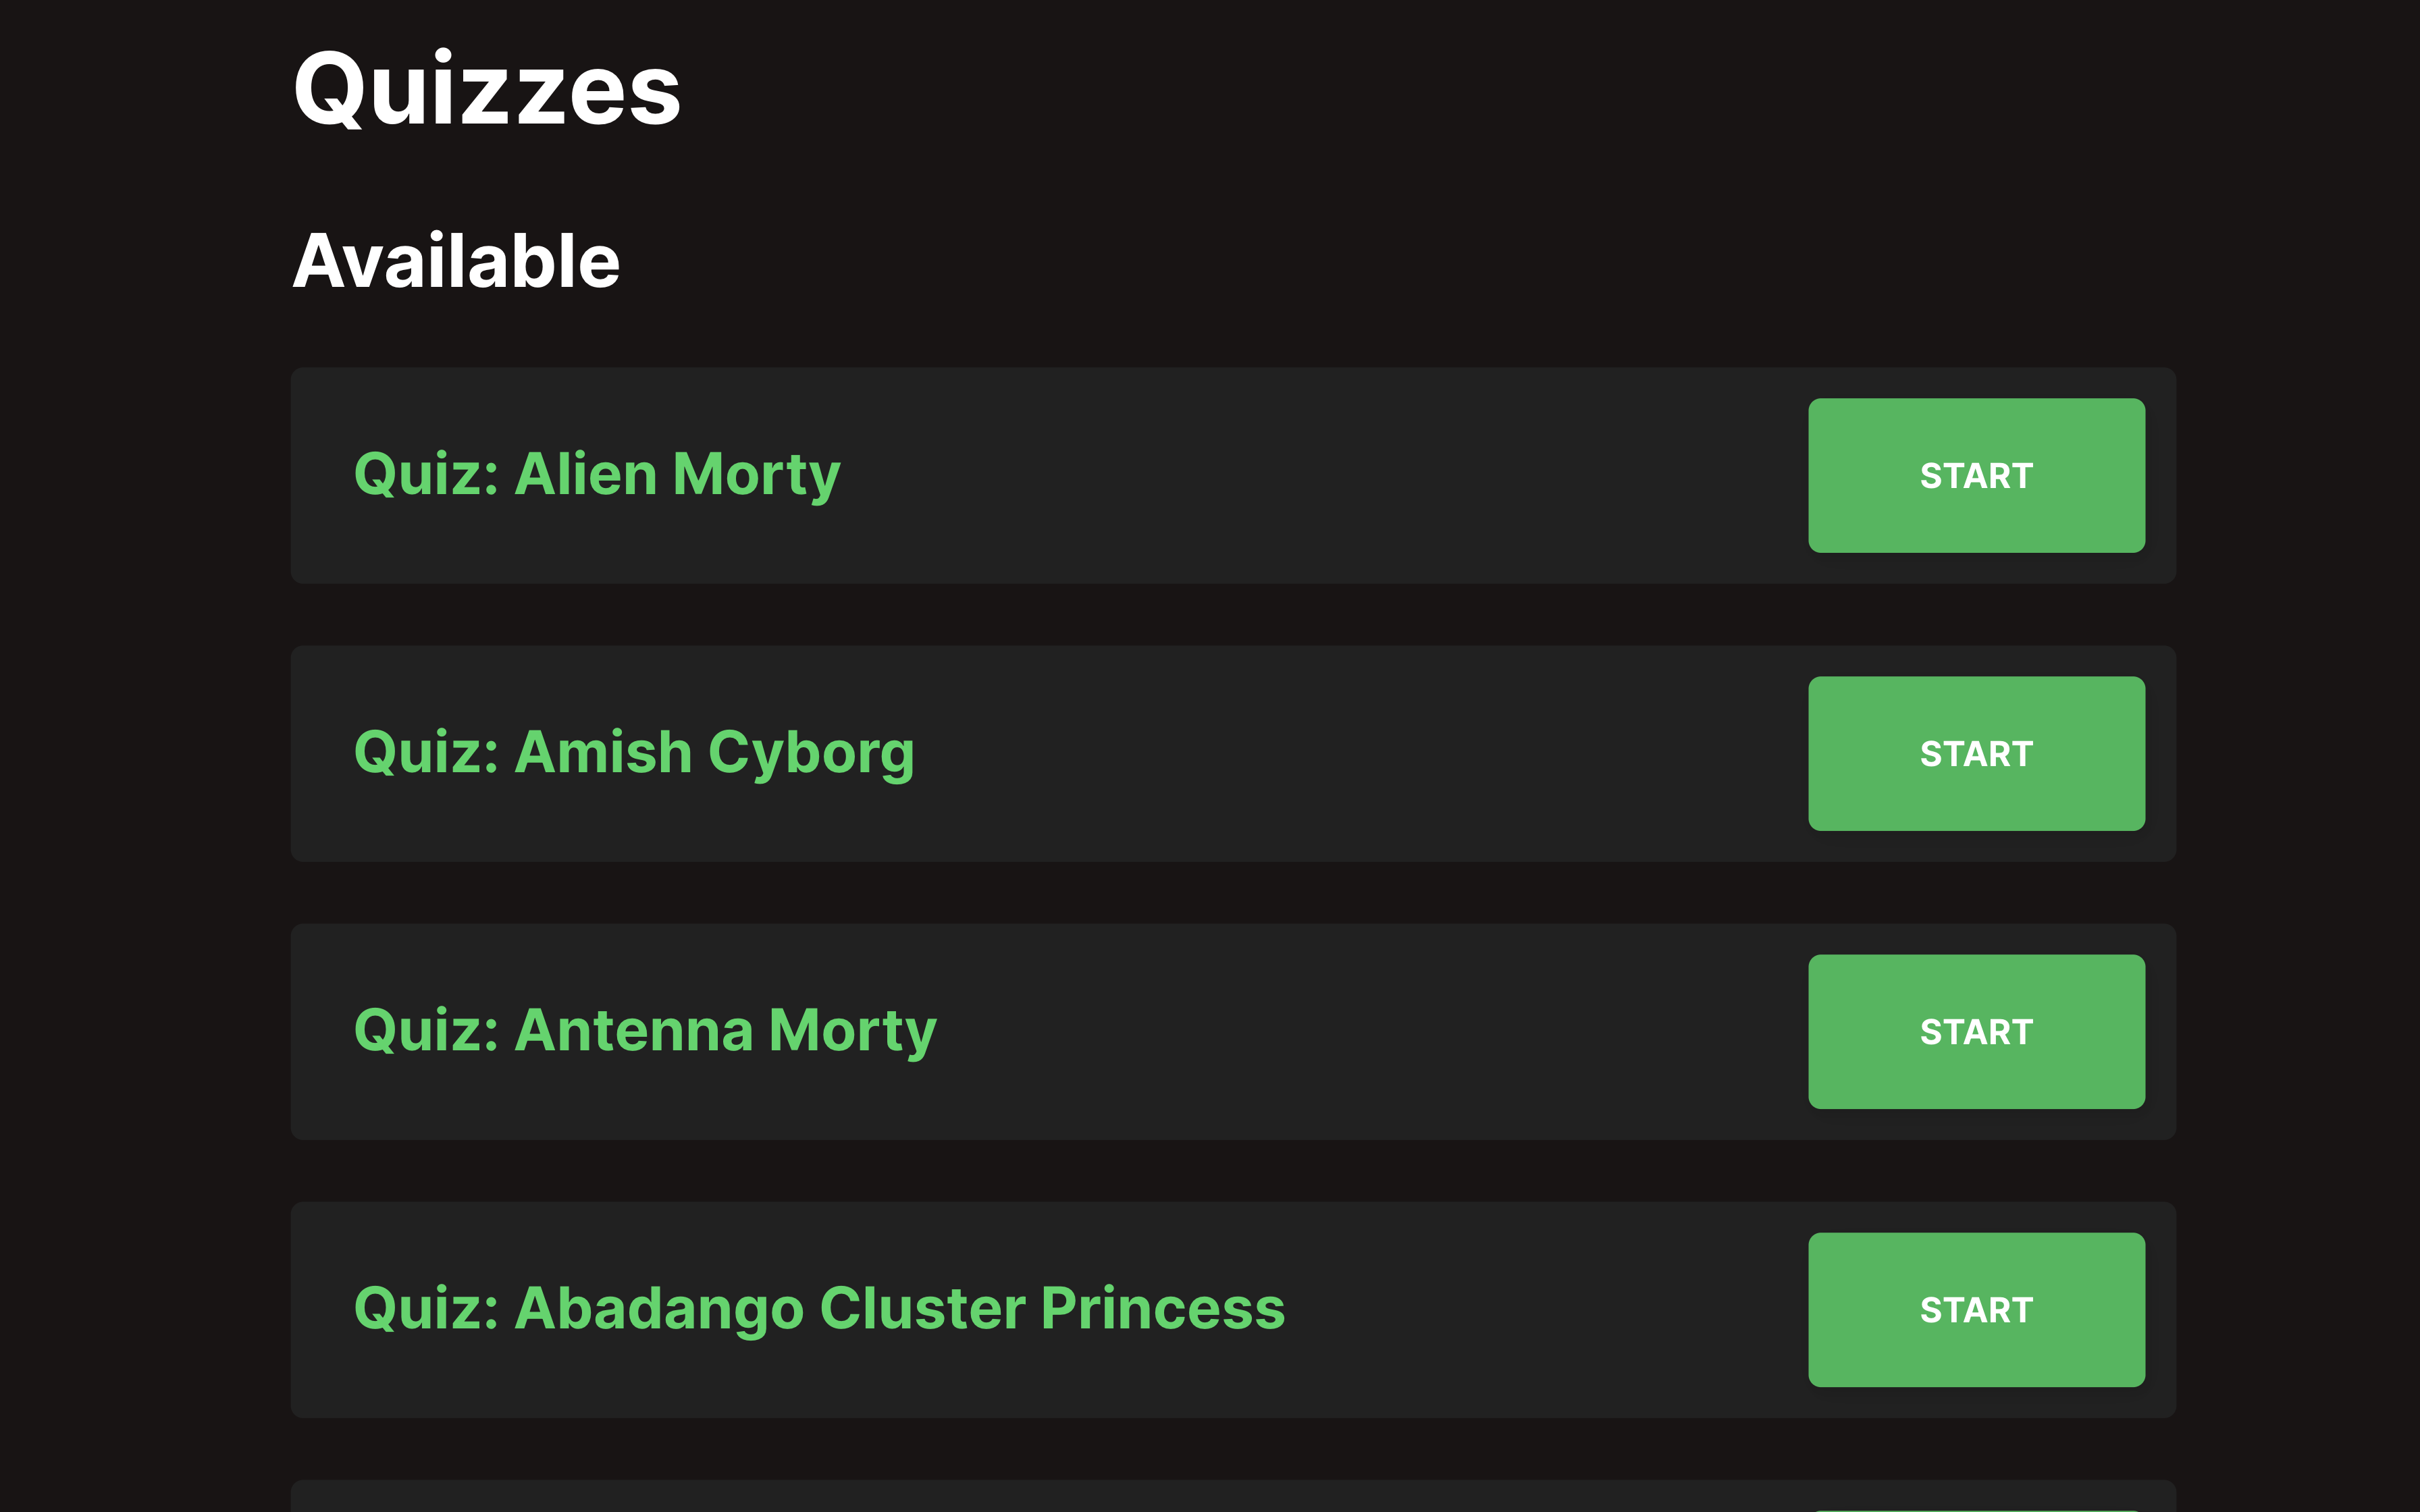 Quizzes
Available
Quiz: Alien Morty
START
Quiz: Amish Cyborg
START
Quiz: Antenna Morty
START
Quiz: Abadango Cluster Princess
START